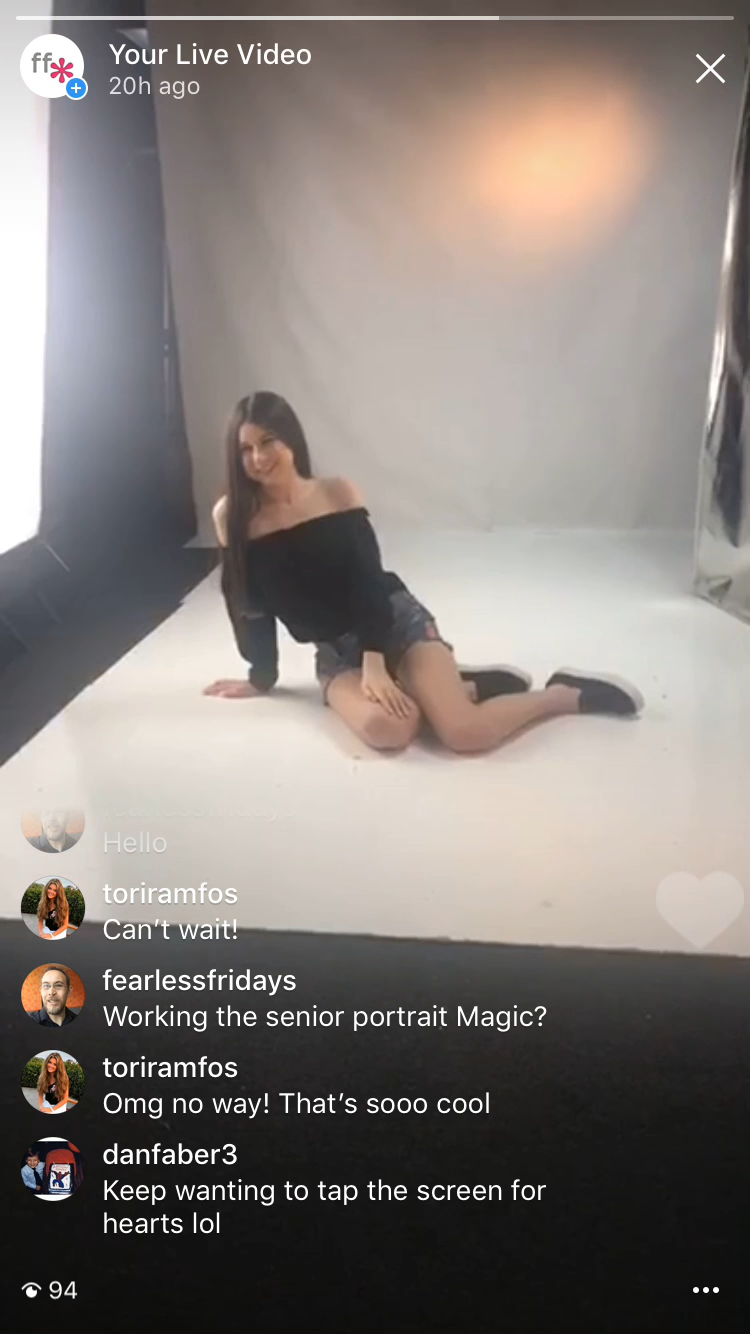 ff*
Your Live Video
20h ago
Hello
toriramfos
Can't wait!
fearlessfridays
Working the senior portrait Magic?
toriramfos
Omg no way! That's sooo cool
danfaber3
Keep wanting to tap the screen for
hearts lol
94